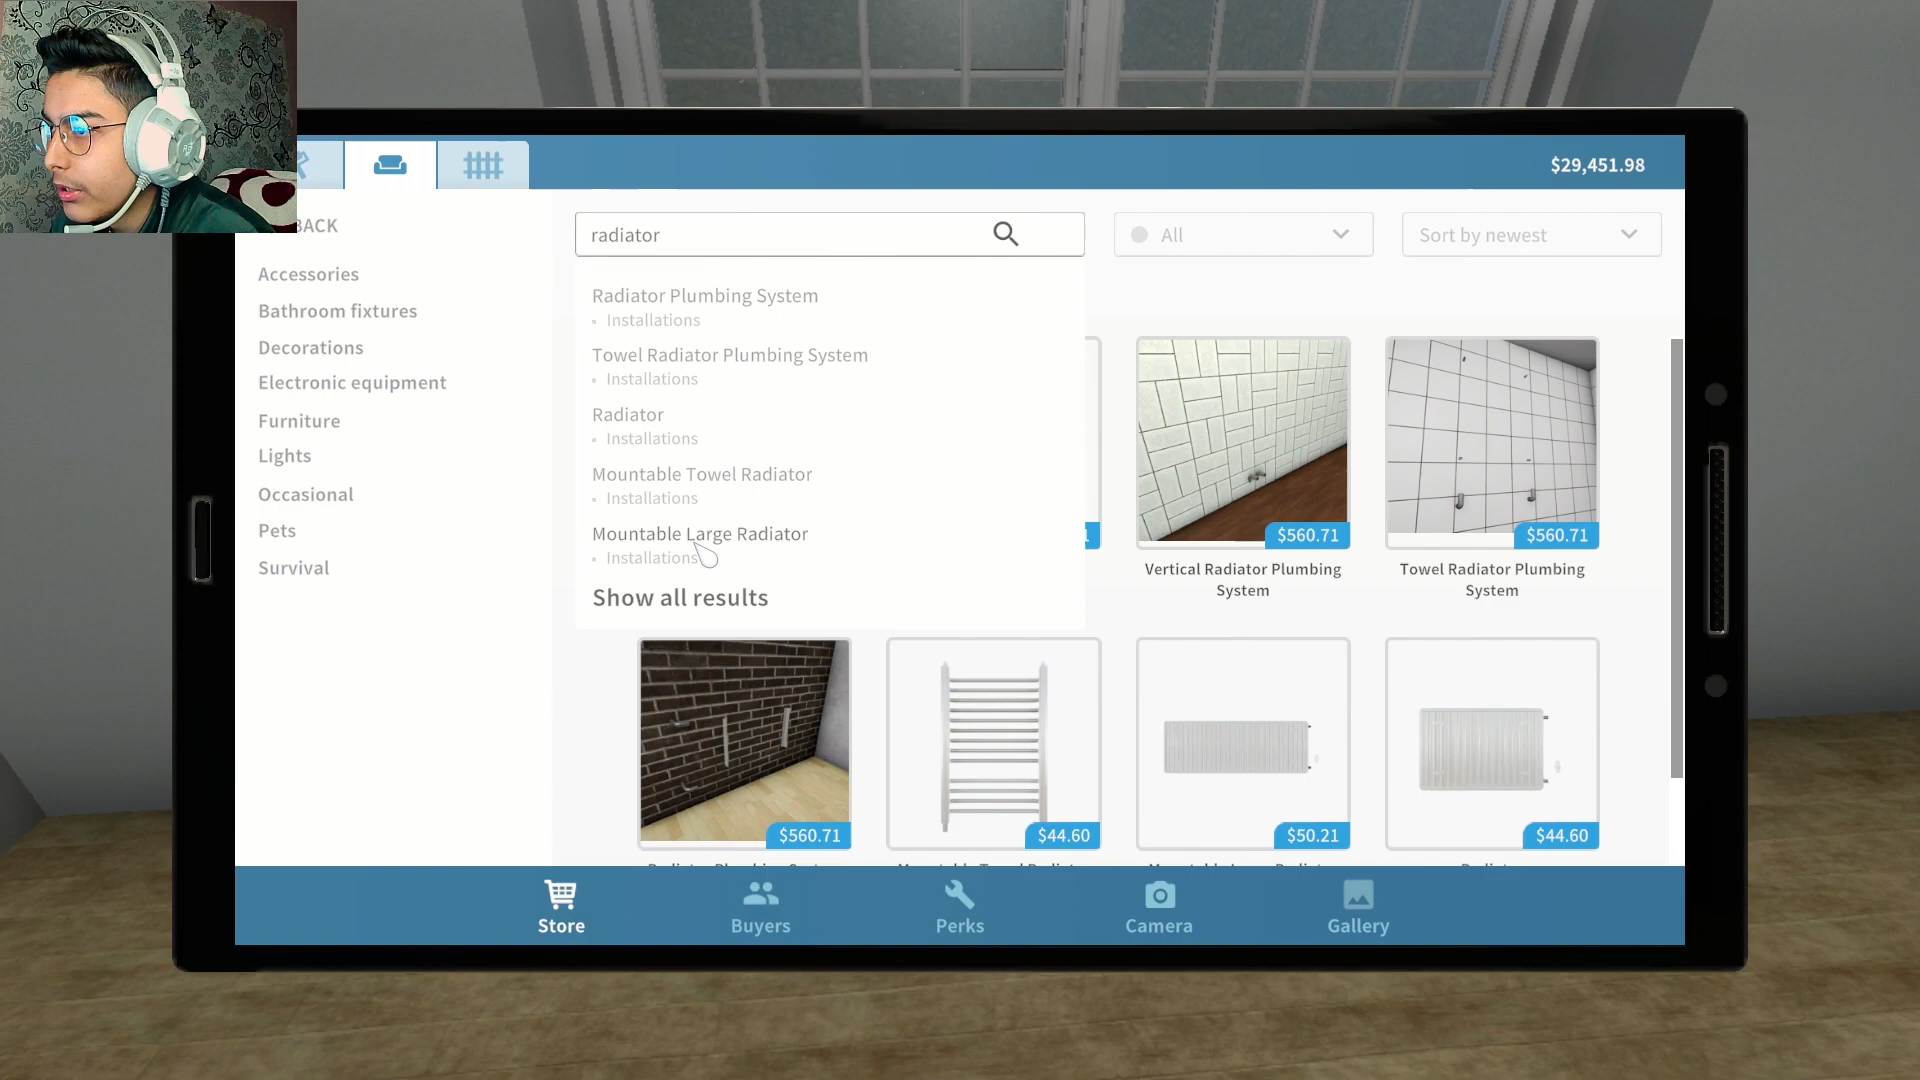 $29,451.98
BACK
radiator
All
Sort by newest
Accessories
Bathroom fixtures
Decorations
Electronic equipment
Furniture
Lights
Occasional
Pets
Survival
Radiator Plumbing System
• Installations
Towel Radiator Plumbing System
• Installations
Radiator
• Installations
Mountable Towel Radiator
• Installations
Mountable Large Radiator
• Installations
Show all results
1
$560.71
$560.71
Vertical Radiator Plumbing
System
Towel Radiator Plumbing
System
$560.71
$44.60
$50.21
$44.60
Store
Buyers
Perks
Camera
Gallery